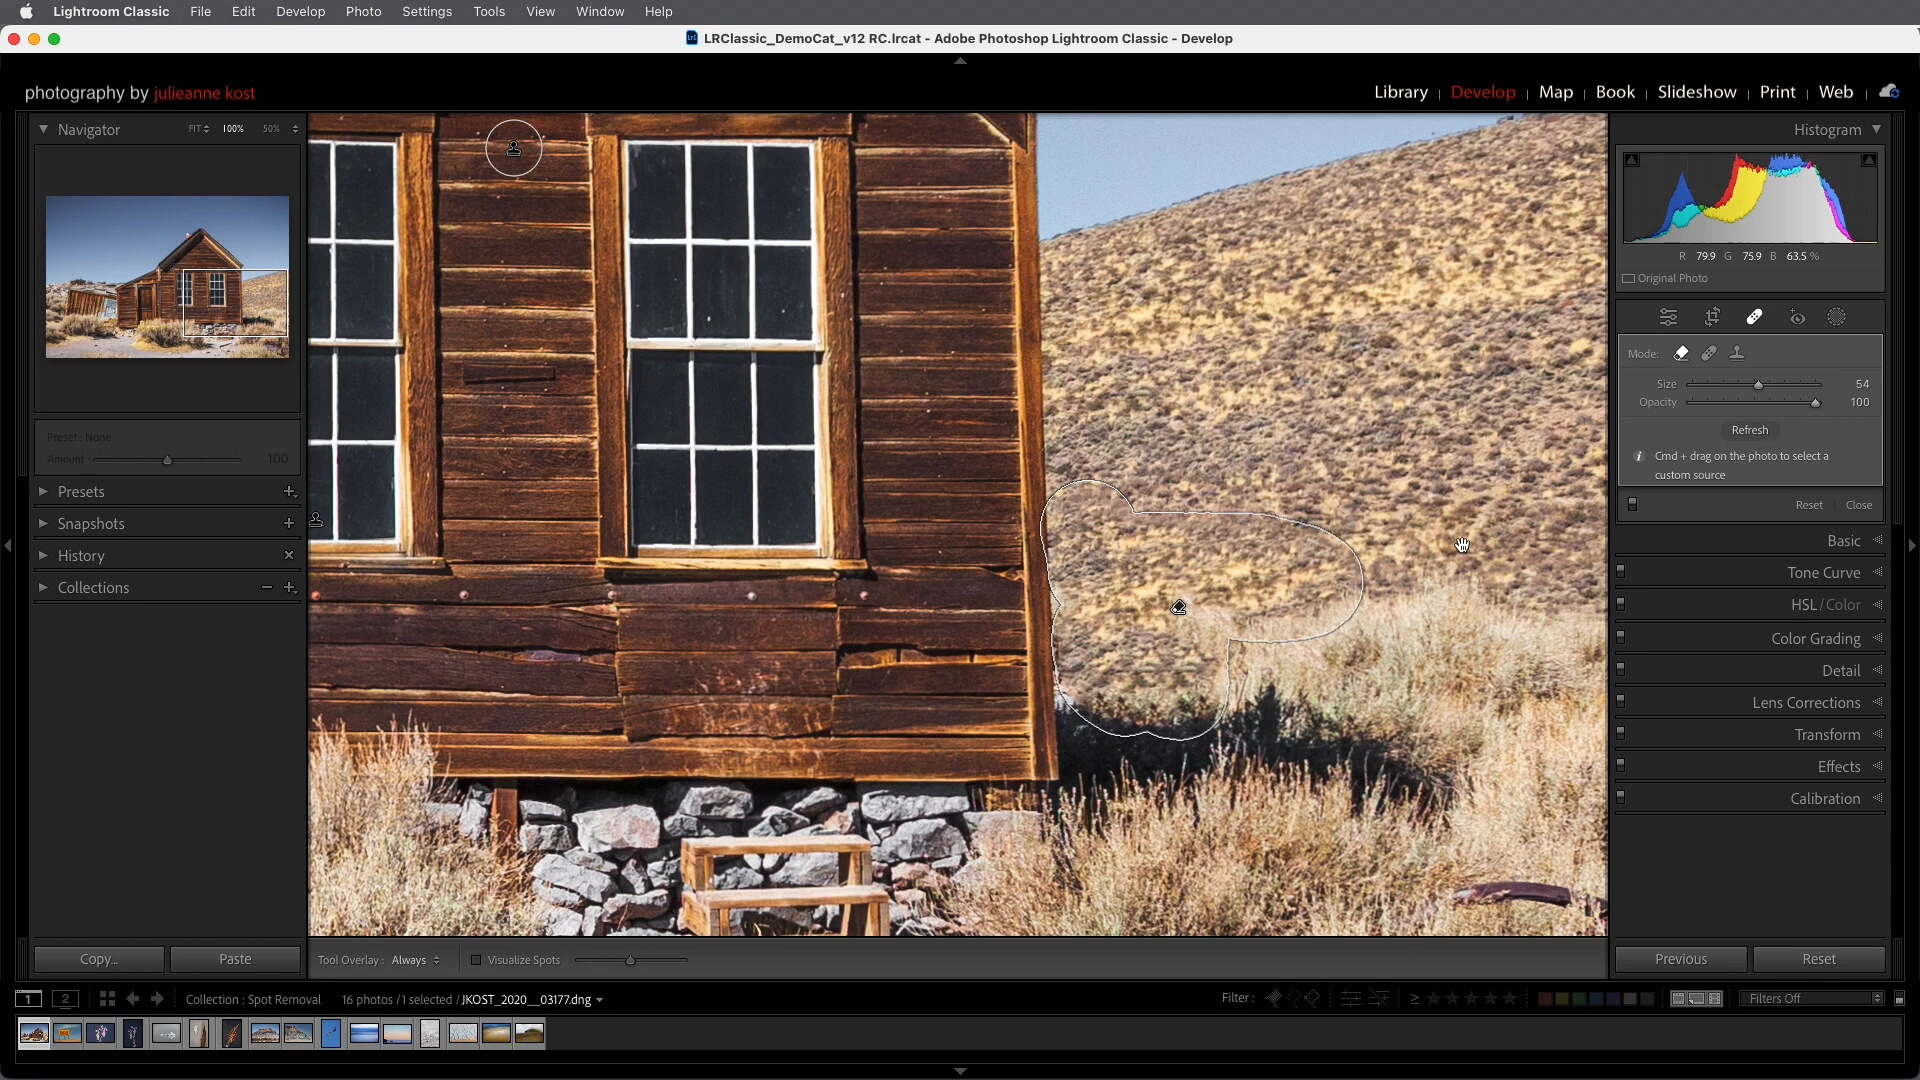 Lightroom Classic File Edit Develop Photo Settings Tools View Window Help
LrC LRClassic_DemoCat_v12 RC.lrcat - Adobe Photoshop Lightroom Classic - Develop
photography by julieanne kost
Library | Develop | Map | Book | Slideshow | Print | Web |
Navigator FIT 100% 50%
Histogram
R 79.9 G 75.9 B 63.5 %
Original Photo
Mode:
Size 54
Opacity 100
Refresh
Cmd + drag on the photo to select a
custom source
Reset | Close
Preset : None
Amount 100
Presets
Snapshots
History
Collections
Basic
Tone Curve
HSL / Color
Color Grading
Detail
Lens Corrections
Transform
Effects
Calibration
Copy... Paste
Tool Overlay : Always Visualize Spots
Previous Reset
1 2 Collection : Spot Removal 16 photos / 1 selected / JKOST_2020__03177.dng Filter : ≥ Filters Off